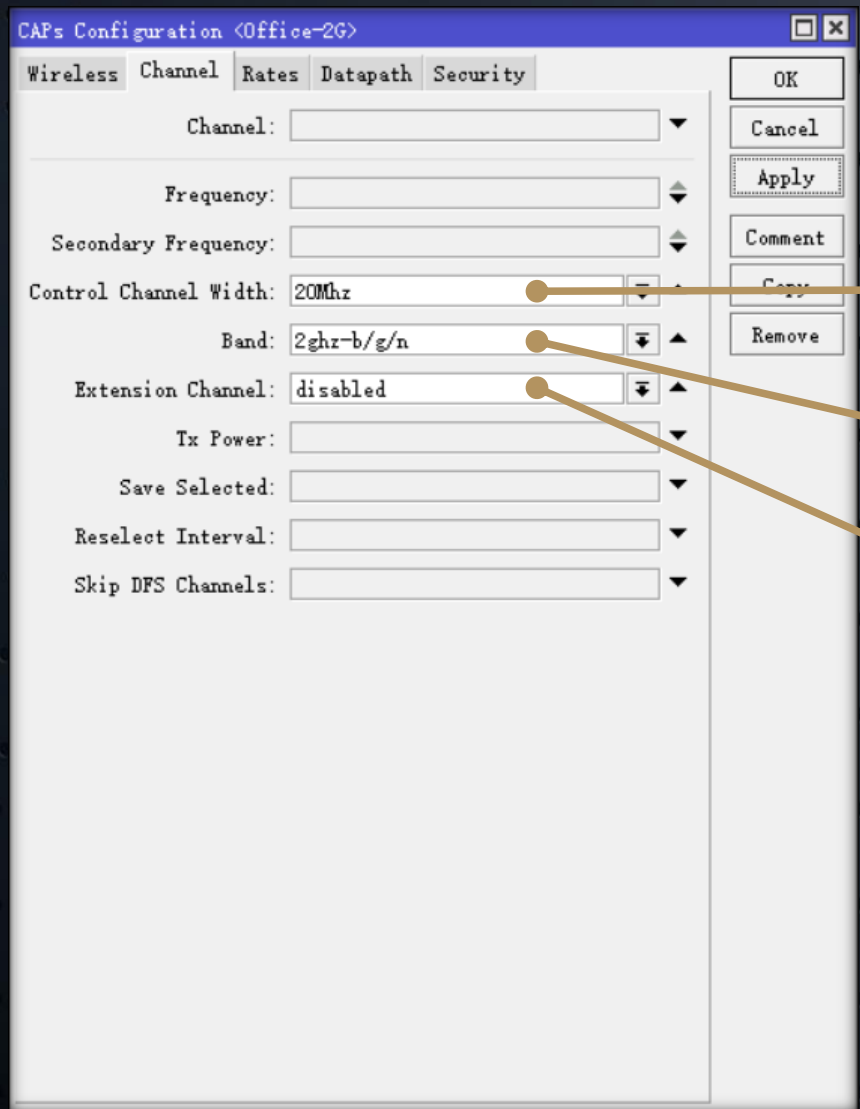 CAPs Configuration <Office-2G>
Wireless Channel Rates Datapath Security
OK
Channel:
Cancel
Frequency:
Apply
Secondary Frequency:
Comment
Control Channel Width: 20Mhz
Copy
Band: 2ghz-b/g/n
Remove
Extension Channel: disabled
Tx Power:
Save Selected:
Reselect Interval:
Skip DFS Channels: